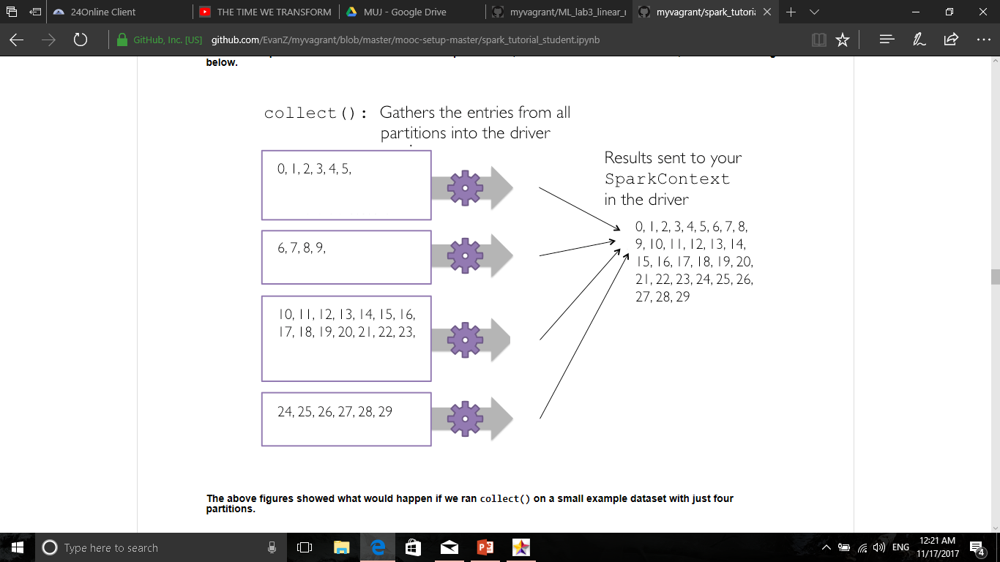 24Online Client
THE TIME WE TRANSFORM
MUJ - Google Drive
myvagrant/ML_lab3_linear_
myvagrant/spark_tutoria
GitHub, Inc. [US]
github.com/EvanZ/myvagrant/blob/master/mooc-setup-master/spark_tutorial_student.ipynb
below.
collect(): Gathers the entries from all
partitions into the driver
0, 1, 2, 3, 4, 5,
6, 7, 8, 9,
10, 11, 12, 13, 14, 15, 16,
17, 18, 19, 20, 21, 22, 23,
24, 25, 26, 27, 28, 29
Results sent to your
SparkContext
in the driver
0, 1, 2, 3, 4, 5, 6, 7, 8,
9, 10, 11, 12, 13, 14,
15, 16, 17, 18, 19, 20,
21, 22, 23, 24, 25, 26,
27, 28, 29
The above figures showed what would happen if we ran collect() on a small example dataset with just four
partitions.
Type here to search
ENG
12:21 AM
11/17/2017
4